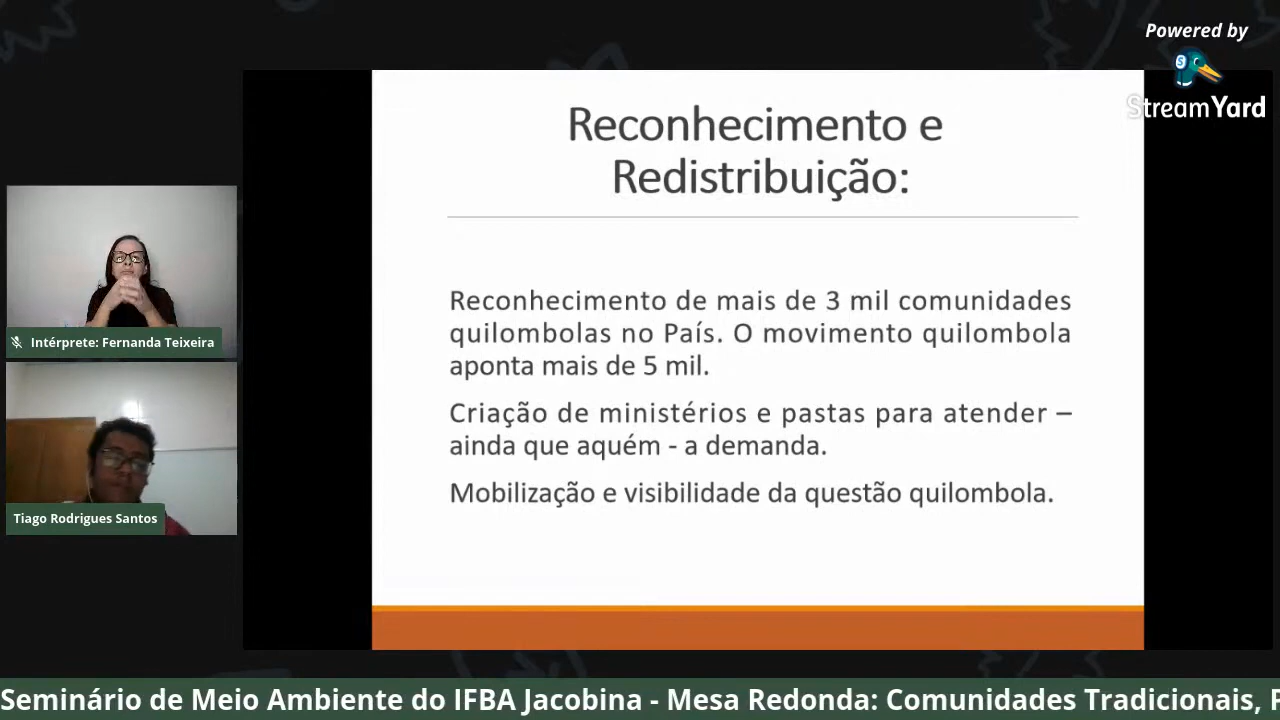 Powered by
StreamYard
Reconhecimento e
Redistribuição:
Reconhecimento de mais de 3 mil comunidades
quilombolas no País. O movimento quilombola
aponta mais de 5 mil.
Criação de ministérios e pastas para atender –
ainda que aquém - a demanda.
Mobilização e visibilidade da questão quilombola.
Intérprete: Fernanda Teixeira
Tiago Rodrigues Santos
Seminário de Meio Ambiente do IFBA Jacobina - Mesa Redonda: Comunidades Tradicionais,